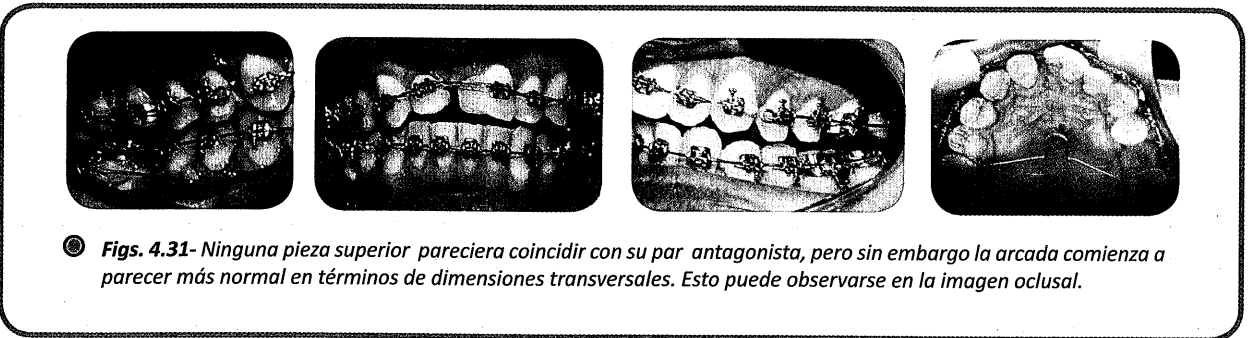 Figs. 4.31- Ninguna pieza superior pareciera coincidir con su par antagonista, pero sin embargo la arcada comienza a
parecer más normal en términos de dimensiones transversales. Esto puede observarse en la imagen oclusal.